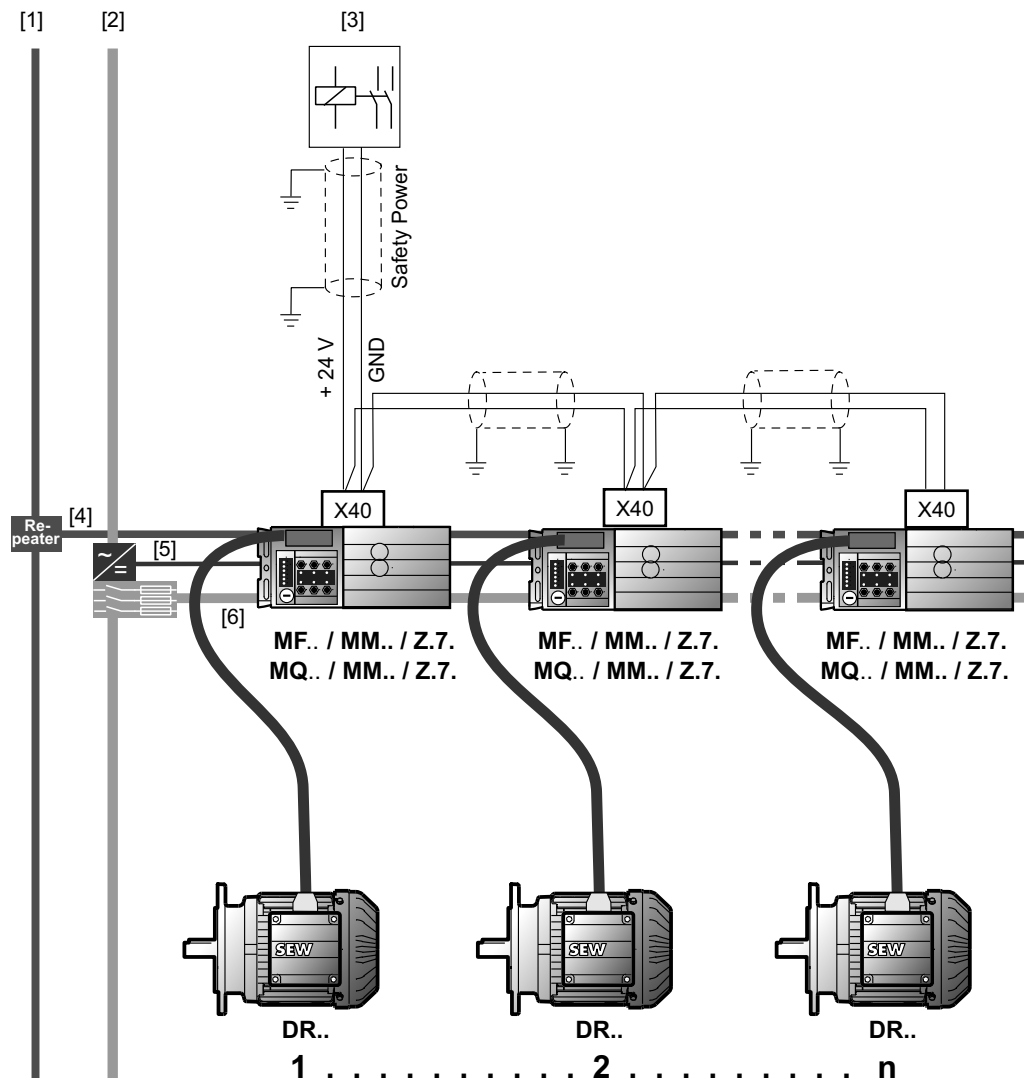 [1] [2] [3]
Safety Power
+ 24 V
GND
X40 X40 X40
Re-
peater
[4]
~
=
[5]
[6]
MF.. / MM.. / Z.7. MF.. / MM.. / Z.7. MF.. / MM.. / Z.7.
MQ.. / MM.. / Z.7. MQ.. / MM.. / Z.7. MQ.. / MM.. / Z.7.
SEW SEW SEW
DR.. DR.. DR..
1 . . . . . . . . . . 2 . . . . . . . . . n